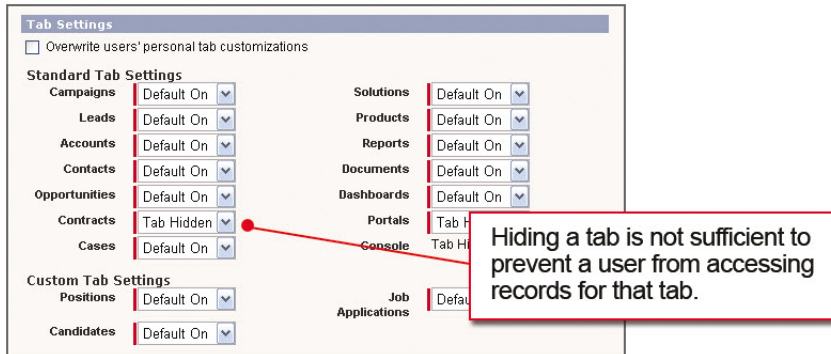 Tab Settings
Overwrite users' personal tab customizations
Standard Tab Settings
Campaigns Default On Solutions Default On
Leads Default On Products Default On
Accounts Default On Reports Default On
Contacts Default On Documents Default On
Opportunities Default On Dashboards Default On
Contracts Tab Hidden Portals Tab H
Cases Default On Console Tab Hi
Hiding a tab is not sufficient to
prevent a user from accessing
records for that tab.
Custom Tab Settings
Positions Default On Job Applications Defau
Candidates Default On